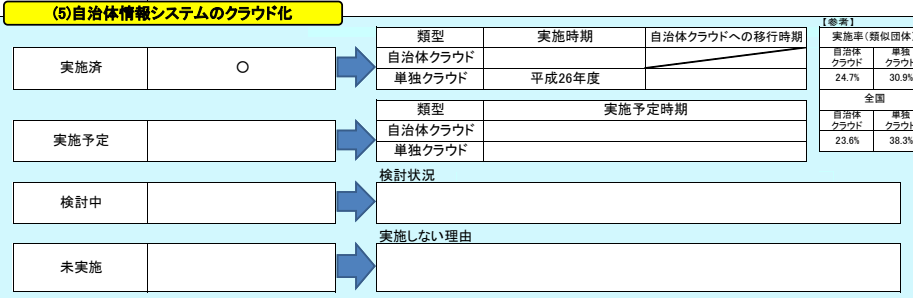 (5)自治体情報システムのクラウド化
【参考】
実施済 ○
類型 実施時期 自治体クラウドへの移行時期
自治体クラウド
単独クラウド 平成26年度
実施率(類似団体)
自治体クラウド 単独クラウド
24.7% 30.9%
全国
自治体クラウド 単独クラウド
23.6% 38.3%
実施予定
類型 実施予定時期
自治体クラウド
単独クラウド
検討中
検討状況
未実施
実施しない理由